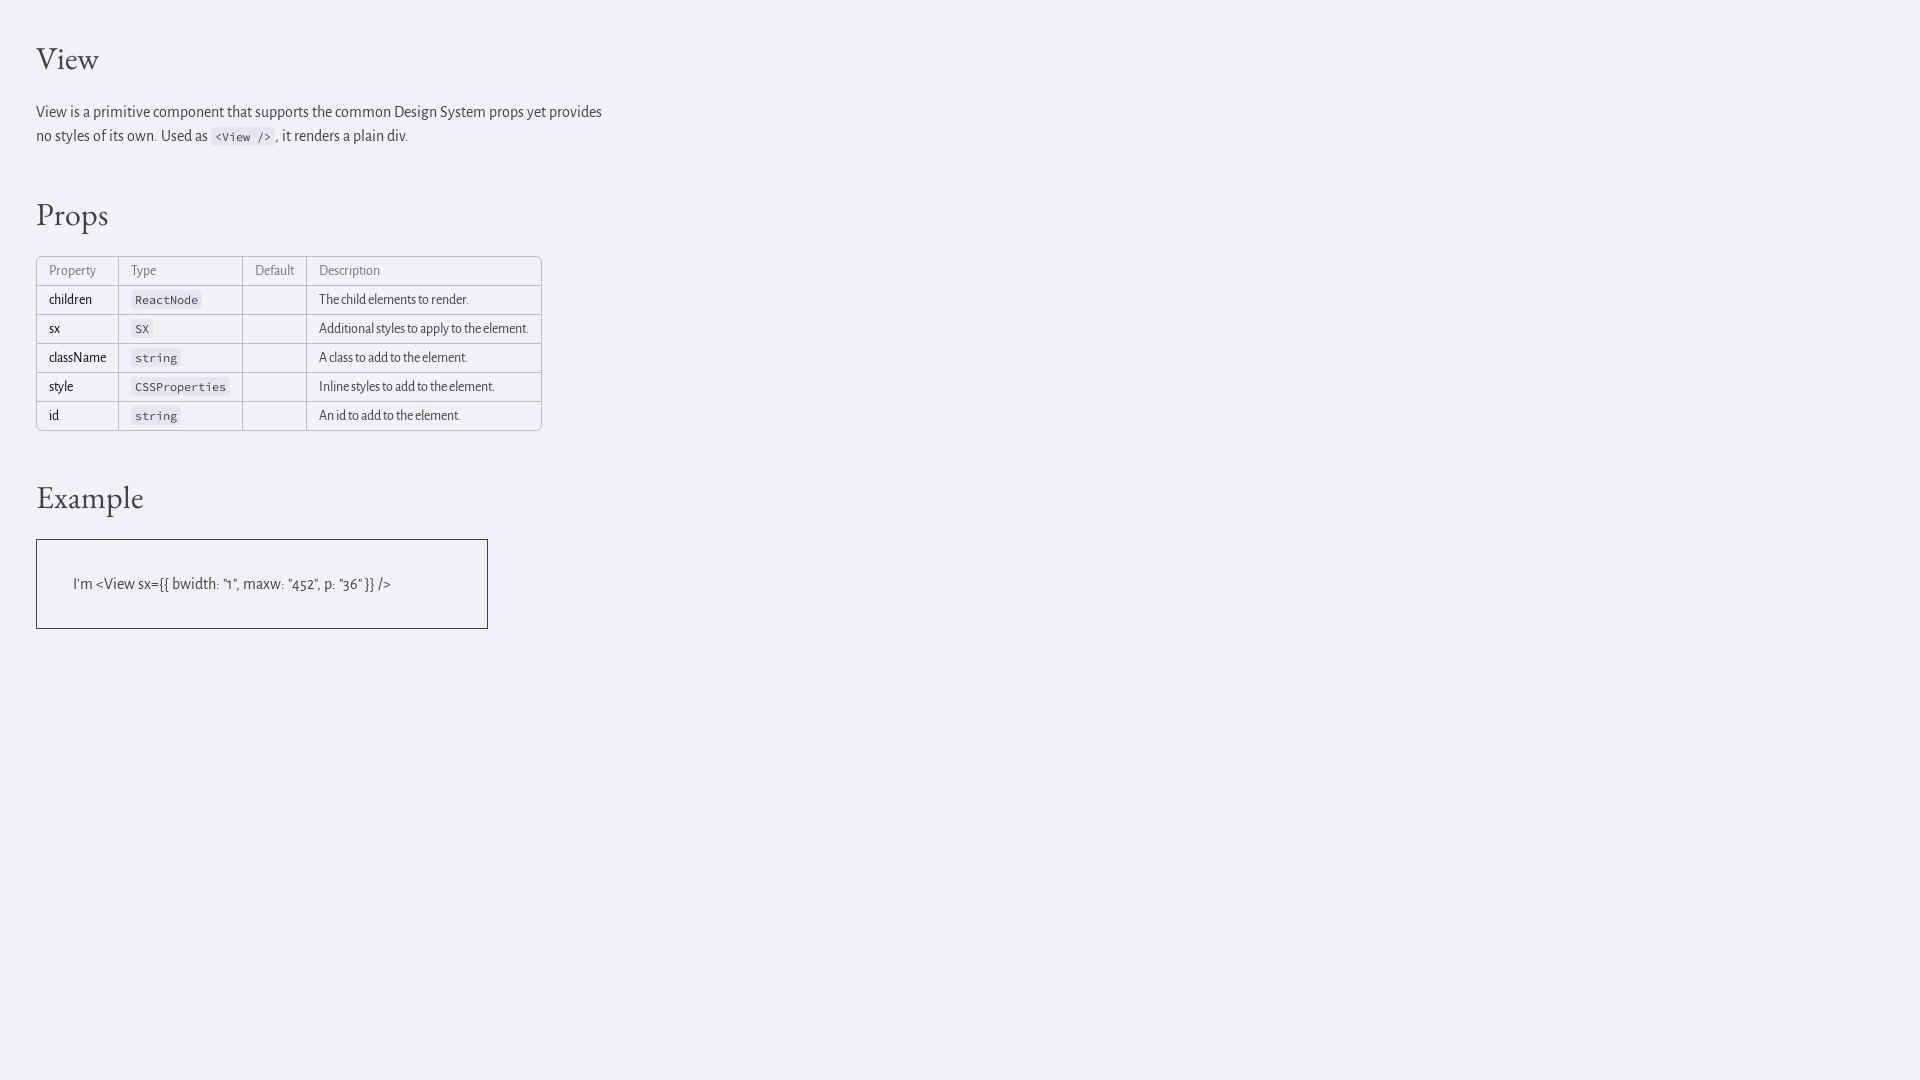 View
View is a primitive component that supports the common Design System props yet provides
no styles of its own. Used as <View />, it renders a plain div.
Props
Property Type Default Description
children ReactNode The child elements to render.
sx SX Additional styles to apply to the element.
className string A class to add to the element.
style CSSProperties Inline styles to add to the element.
id string An id to add to the element.
Example
I'm <View sx={{ bwidth: "1", maxw: "452", p: "36" }} />